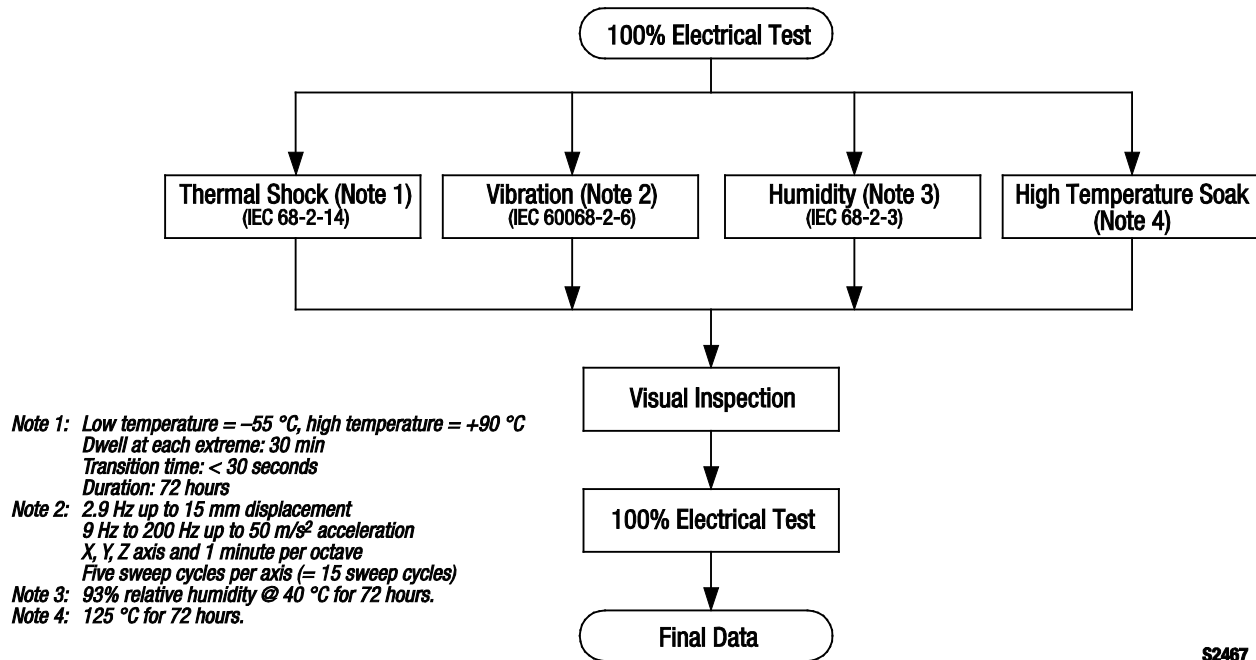 100% Electrical Test
Thermal Shock (Note 1)
(IEC 68-2-14)
Vibration (Note 2)
(IEC 60068-2-6)
Humidity (Note 3)
(IEC 68-2-3)
High Temperature Soak
(Note 4)
Visual Inspection
100% Electrical Test
Final Data
Note 1: Low temperature = –55 °C, high temperature = +90 °C
Dwell at each extreme: 30 min
Transition time: < 30 seconds
Duration: 72 hours
Note 2: 2.9 Hz up to 15 mm displacement
9 Hz to 200 Hz up to 50 m/s² acceleration
X, Y, Z axis and 1 minute per octave
Five sweep cycles per axis (= 15 sweep cycles)
Note 3: 93% relative humidity @ 40 °C for 72 hours.
Note 4: 125 °C for 72 hours.
S2467